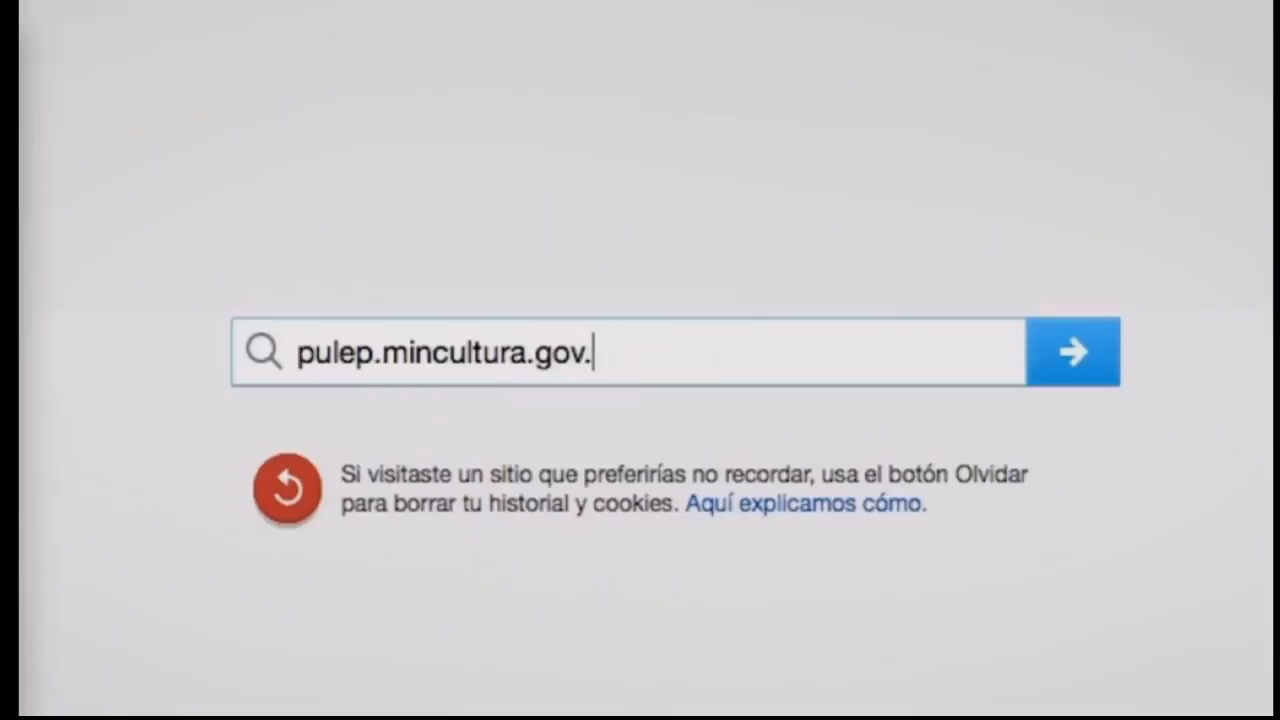 pulep.mincultura.gov.
Si visitaste un sitio que preferirías no recordar, usa el botón Olvidar
para borrar tu historial y cookies. Aquí explicamos cómo.